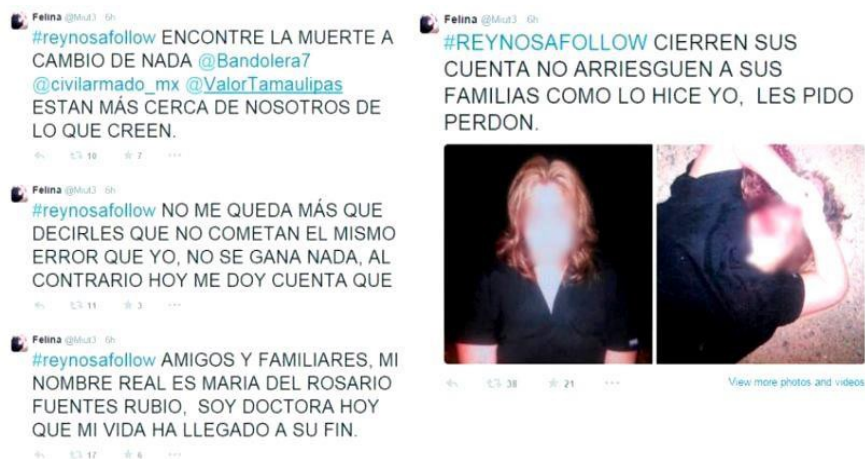 Felina @Miut3 6h
#reynosafollow ENCONTRE LA MUERTE A
CAMBIO DE NADA @Bandolera7
@civilarmado_mx @ValorTamaulipas
ESTAN MÁS CERCA DE NOSOTROS DE
LO QUE CREEN.
10 7
Felina @Miut3 6h
#reynosafollow NO ME QUEDA MÁS QUE
DECIRLES QUE NO COMETAN EL MISMO
ERROR QUE YO, NO SE GANA NADA, AL
CONTRARIO HOY ME DOY CUENTA QUE
11 3
Felina @Miut3 6h
#reynosafollow AMIGOS Y FAMILIARES, MI
NOMBRE REAL ES MARIA DEL ROSARIO
FUENTES RUBIO, SOY DOCTORA HOY
QUE MI VIDA HA LLEGADO A SU FIN.
17 6
Felina @Miut3 6h
#REYNOSAFOLLOW CIERREN SUS
CUENTA NO ARRIESGUEN A SUS
FAMILIAS COMO LO HICE YO, LES PIDO
PERDON.
38 21
View more photos and videos